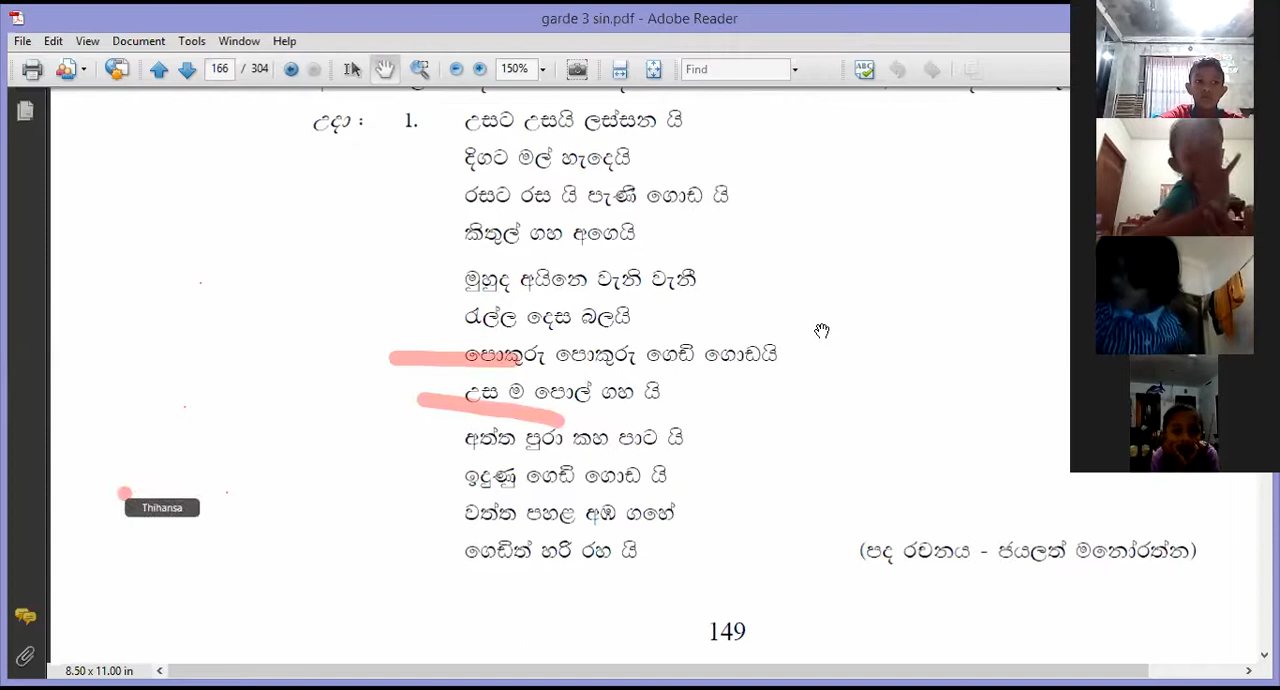 garde 3 sin.pdf - Adobe Reader
File Edit View Document Tools Window Help
166 / 304 150% Find
උදා : 1. උසට උසයි ලස්සන යි
දිගට මල් හැදෙයි
රසට රස යි පැණි ගොඩ යි
කිතුල් ගහ අගෙයි
මුහුද අයිනෙ වැනි වැනී
රැල්ල දෙස බලයි
පොකුරු පොකුරු ගෙඩි ගොඩයි
උස ම පොල් ගහ යි
අත්ත පුරා කහ පාට යි
ඉදුණු ගෙඩි ගොඩ යි
Thihansa
වත්ත පහළ අඹ ගහේ
ගෙඩිත් හරි රහ යි (පද රචනය - ජයලත් මනෝරත්න)
149
8.50 x 11.00 in